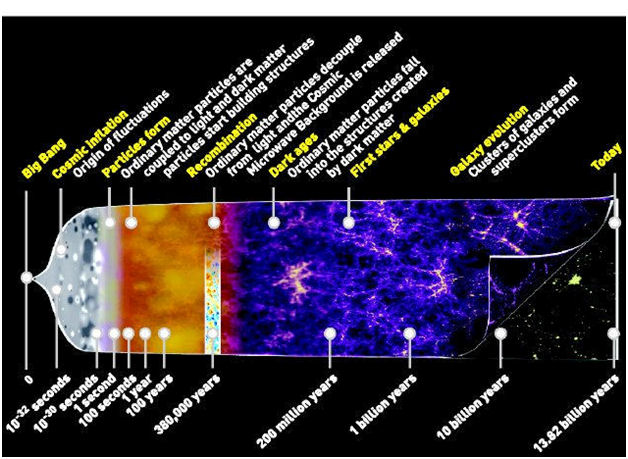 Big Bang
Cosmic inflation
Origin of fluctuations
Particles form
Ordinary matter particles are
coupled to light and dark matter
particles start building structures
Recombination
Ordinary matter particles decouple
from light andthe Cosmic
Microwave Background is released
Dark ages
Ordinary matter particles fall
into the structures created
by dark matter
First stars & galaxies
Galaxy evolution
Clusters of galaxies and
superclusters form
Today
0
10-32 seconds
10-30 seconds
1 second
100 seconds
1 year
100 years
380,000 years
200 million years
1 billion years
10 billion years
13.82 billion years